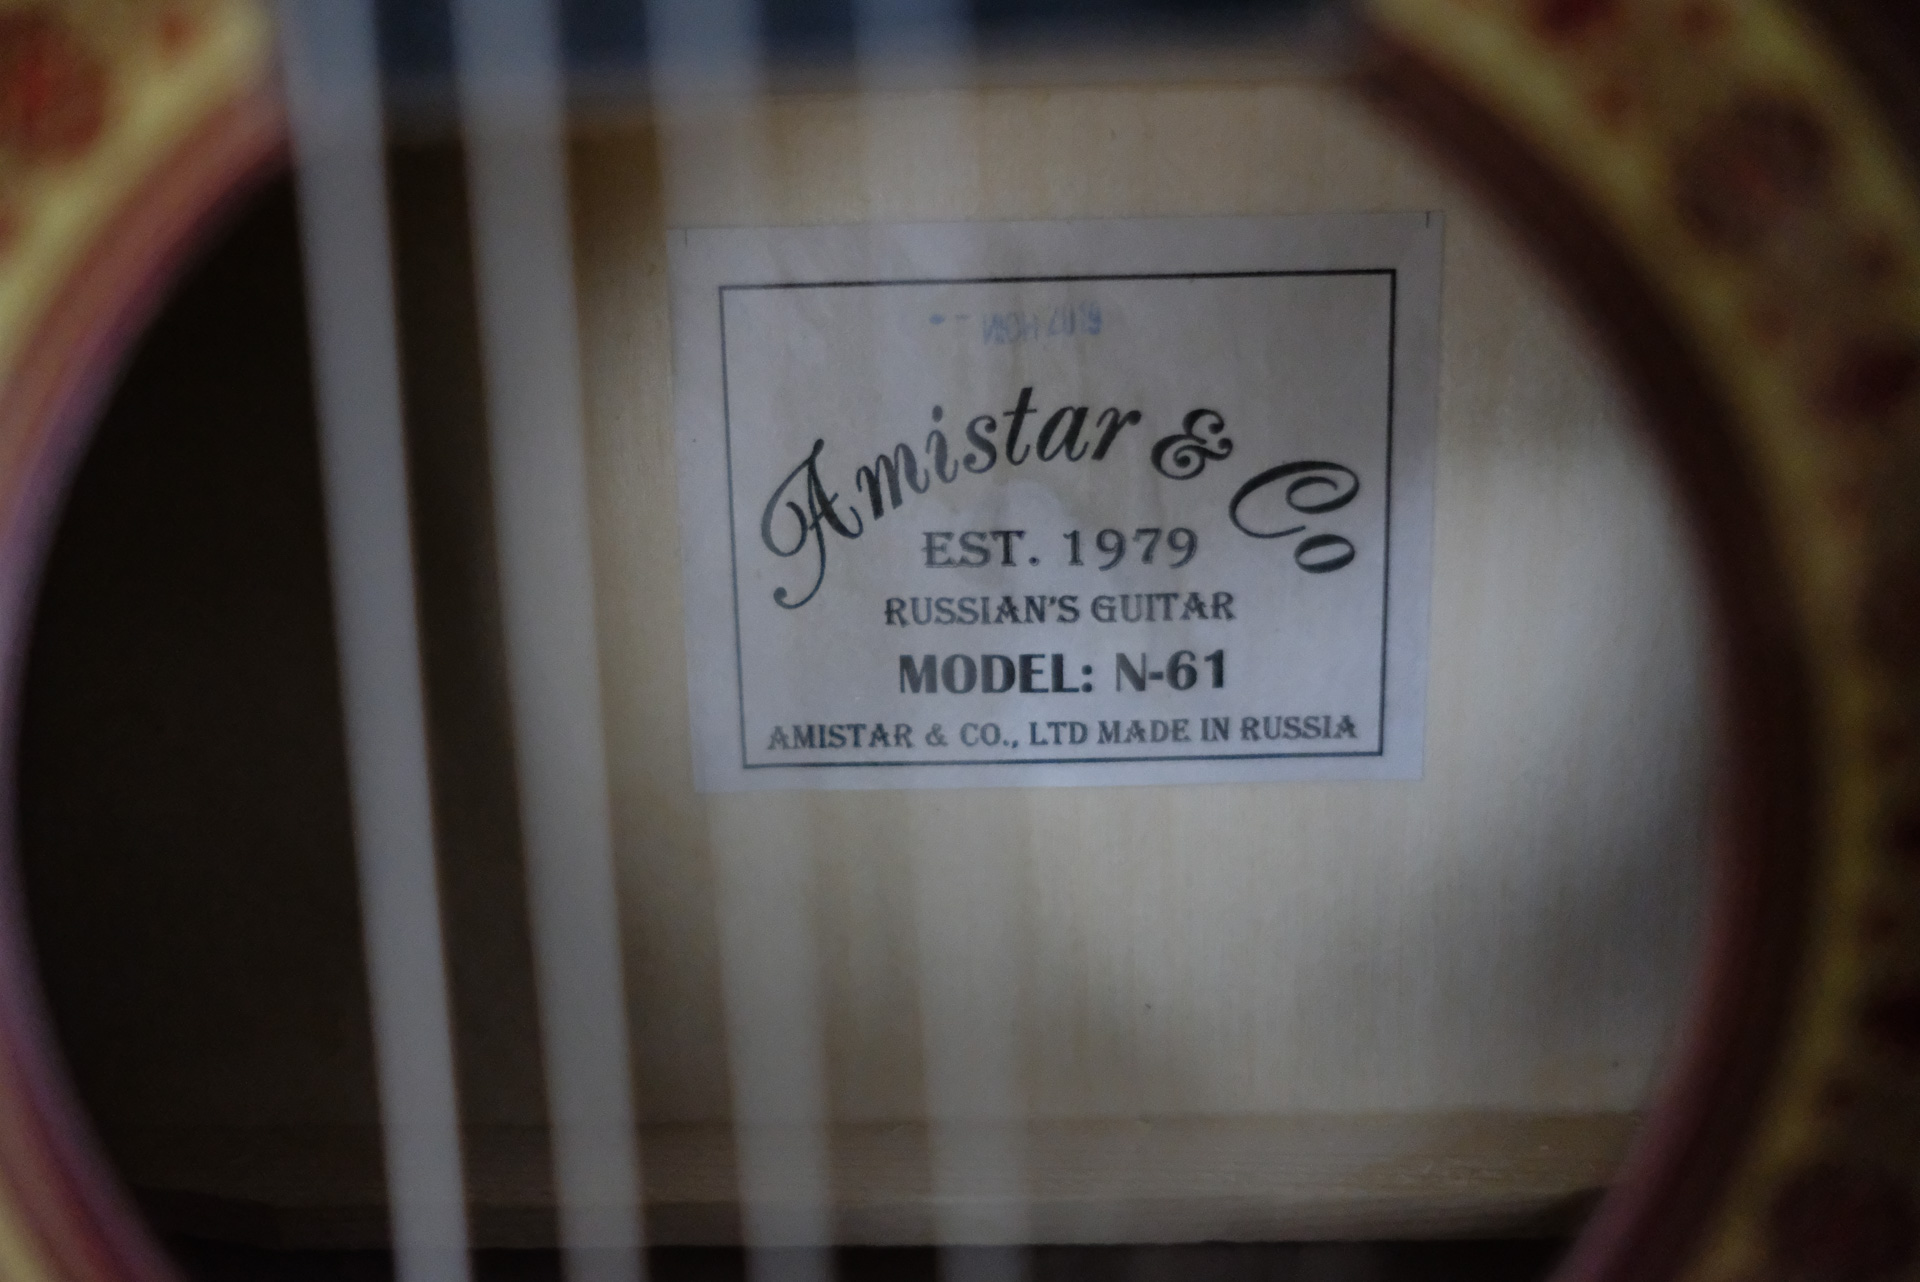 Amistar & Co
EST. 1979
RUSSIAN'S GUITAR
MODEL: N-61
AMISTAR & CO., LTD MADE IN RUSSIA